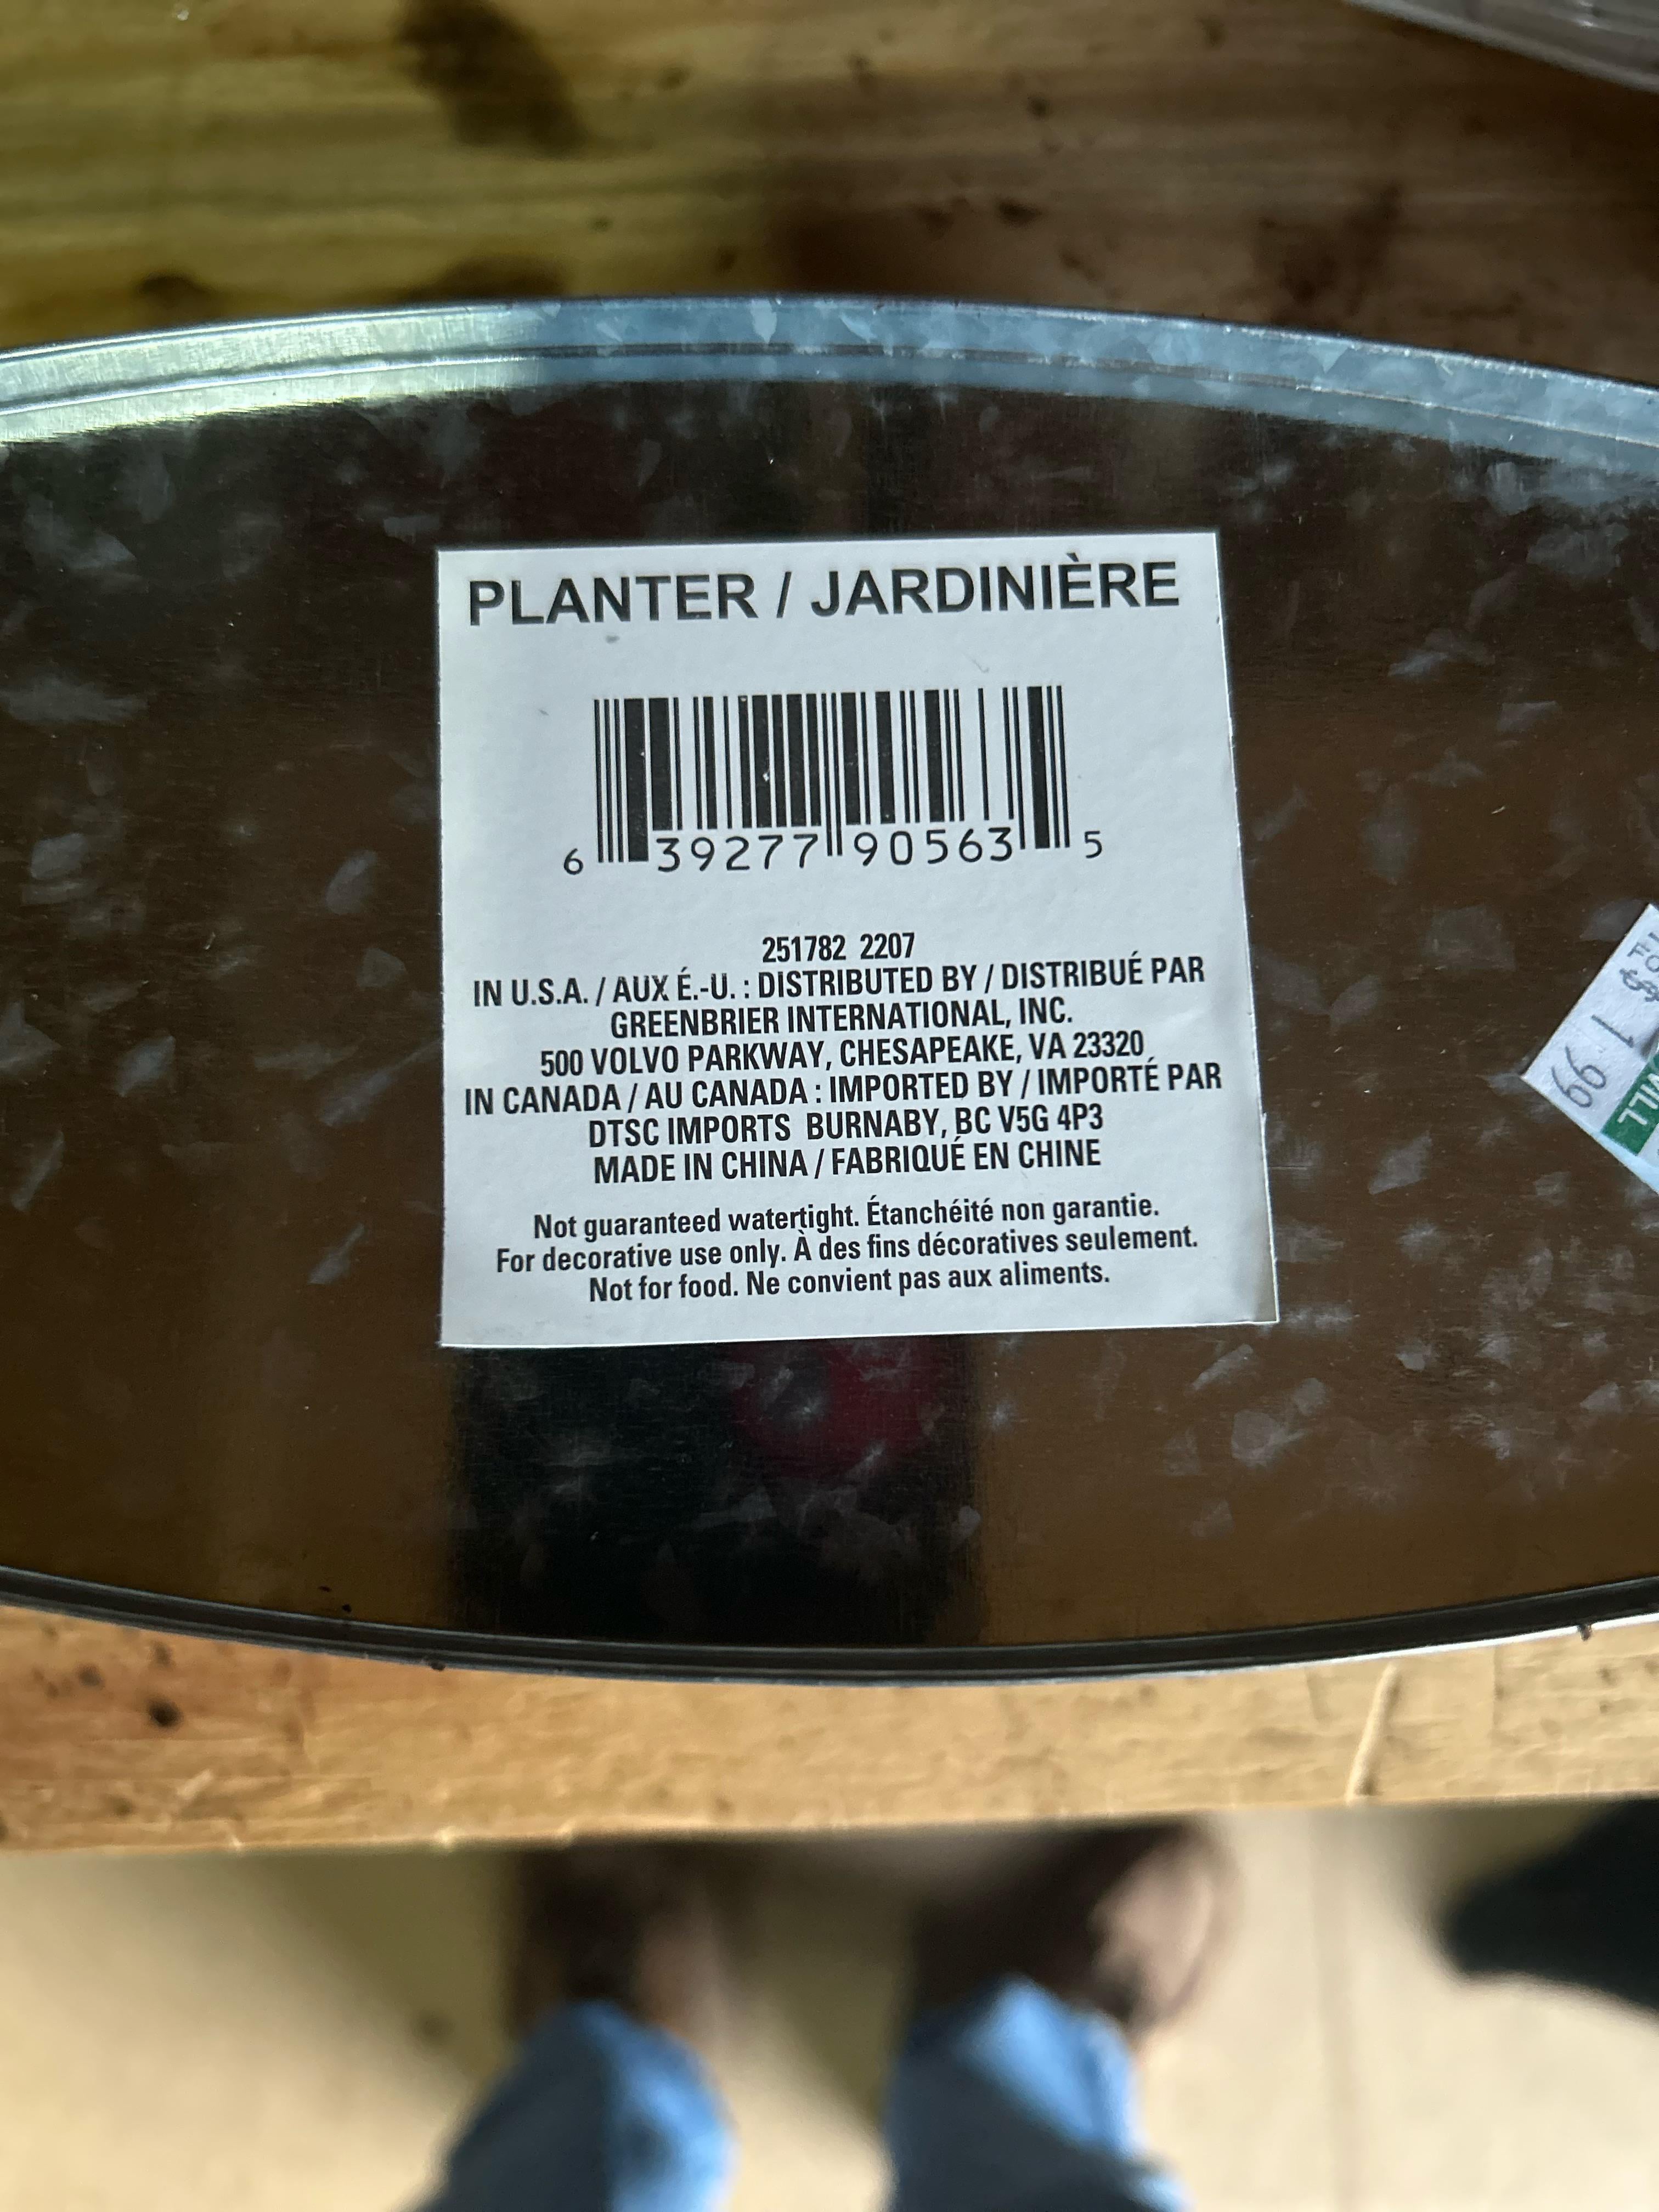 PLANTER / JARDINIÈRE
6 39277 90563 5
251782 2207
IN U.S.A. / AUX É.-U. : DISTRIBUTED BY / DISTRIBUÉ PAR
GREENBRIER INTERNATIONAL, INC.
500 VOLVO PARKWAY, CHESAPEAKE, VA 23320
IN CANADA / AU CANADA : IMPORTED BY / IMPORTÉ PAR
DTSC IMPORTS BURNABY, BC V5G 4P3
MADE IN CHINA / FABRIQUÉ EN CHINE
Not guaranteed watertight. Étanchéité non garantie.
For decorative use only. À des fins décoratives seulement.
Not for food. Ne convient pas aux aliments.
$ 1.99